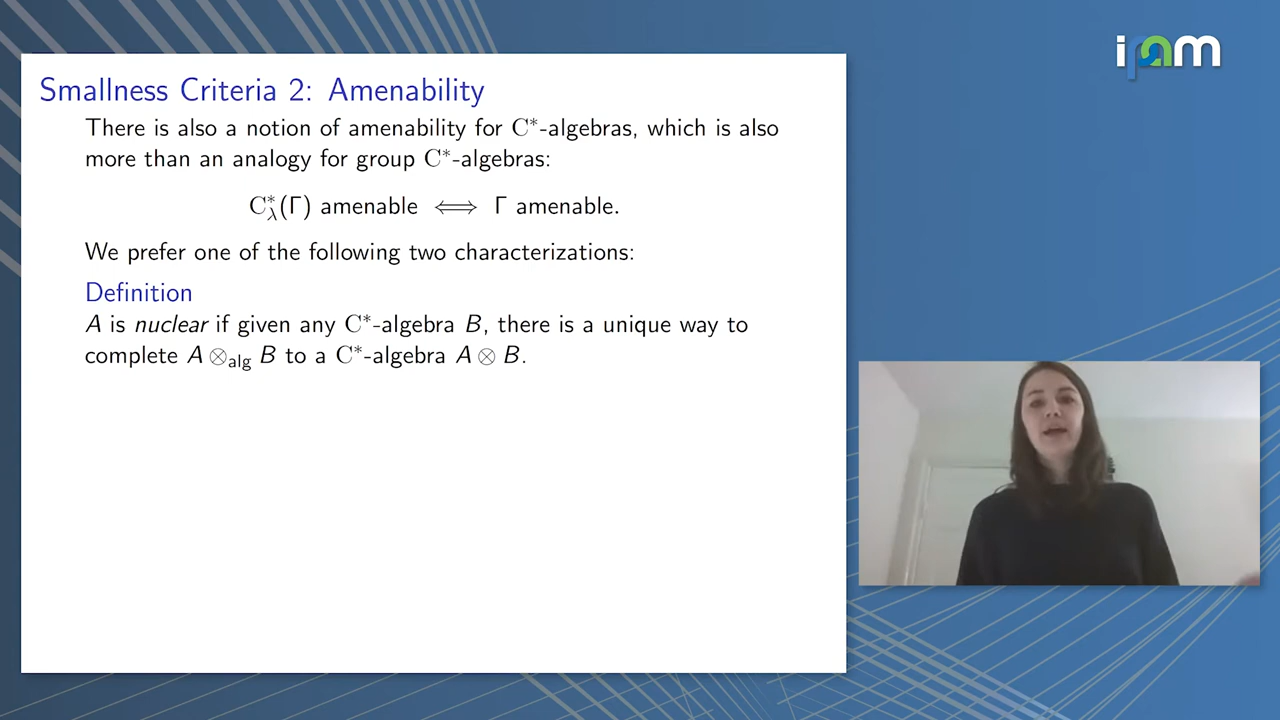 ipam
Smallness Criteria 2: Amenability
There is also a notion of amenability for C*-algebras, which is also
more than an analogy for group C*-algebras:
C*λ(Γ) amenable ⟺ Γ amenable.
We prefer one of the following two characterizations:
Definition
A is nuclear if given any C*-algebra B, there is a unique way to
complete A ⊗alg B to a C*-algebra A ⊗ B.